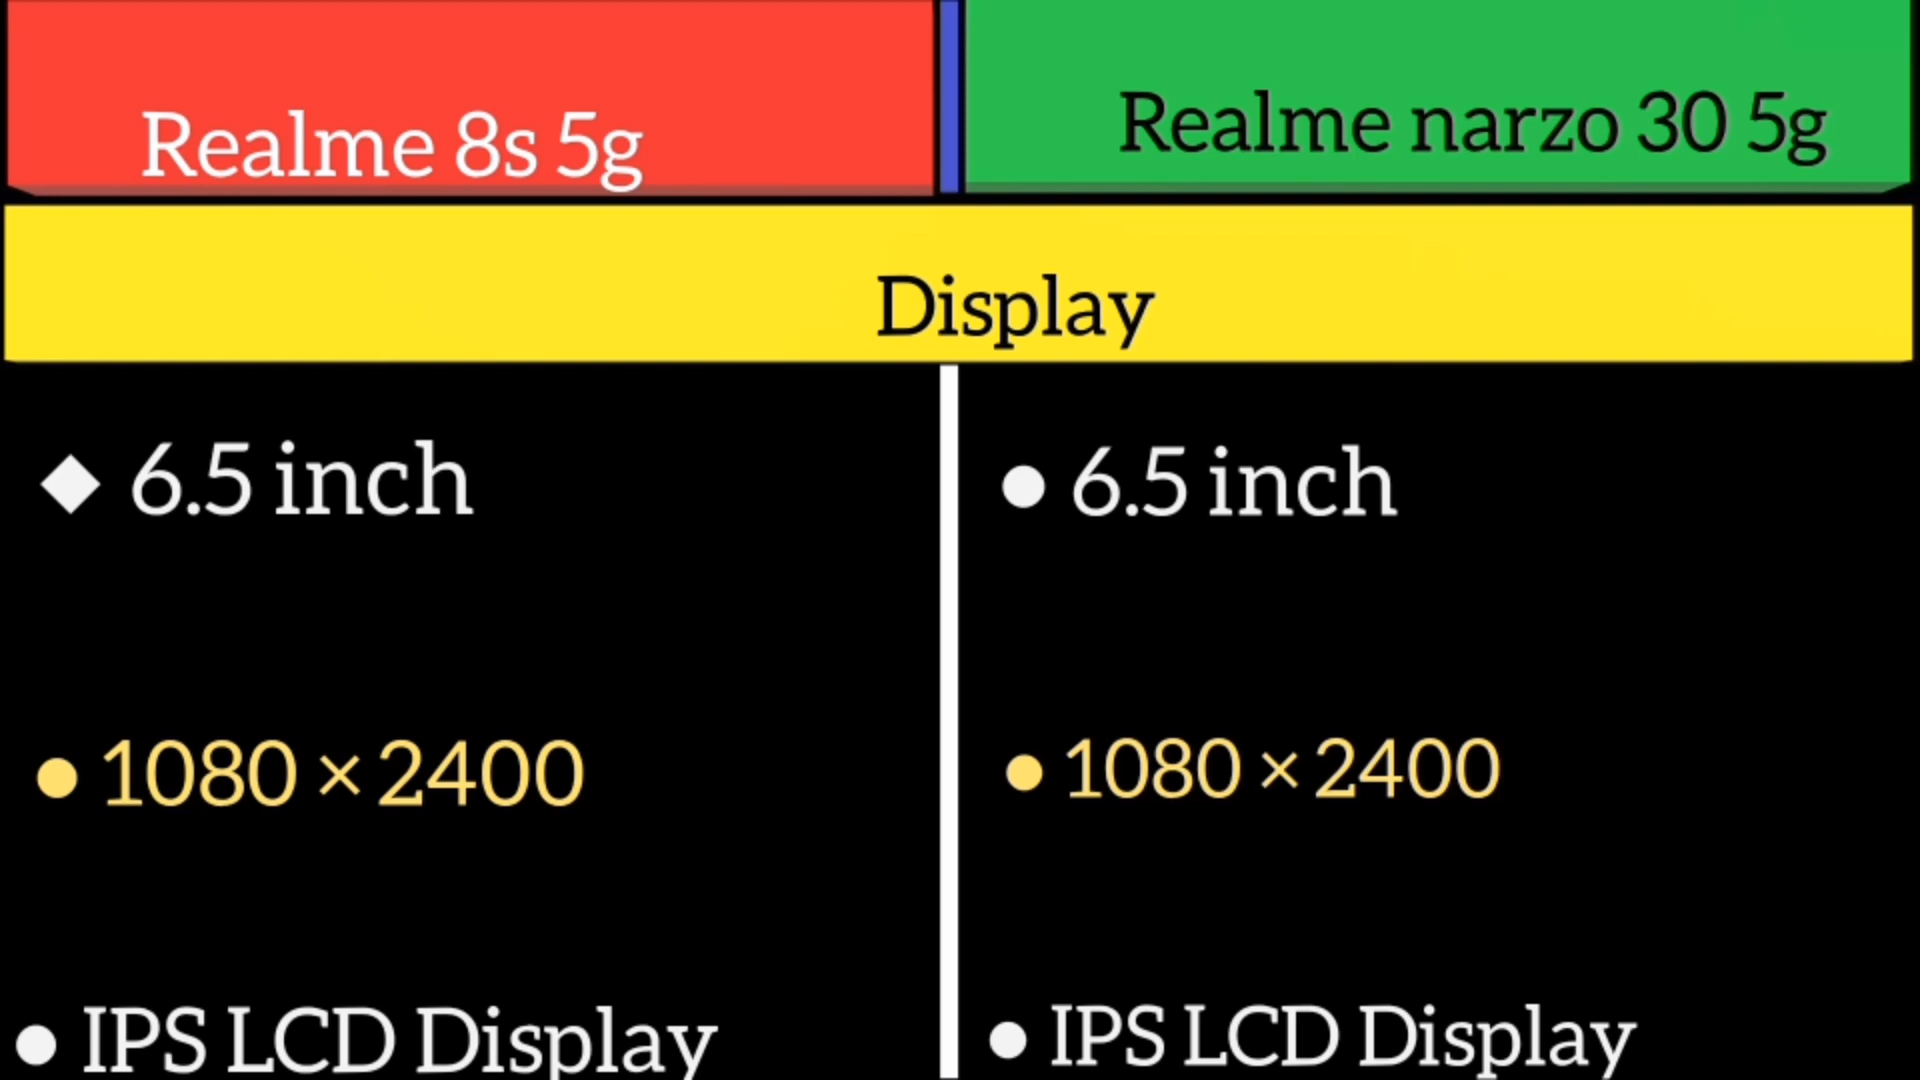 Realme 8s 5g
Realme narzo 30 5g
Display
◆ 6.5 inch
● 6.5 inch
● 1080 × 2400
● 1080 × 2400
● IPS LCD Display
● IPS LCD Display